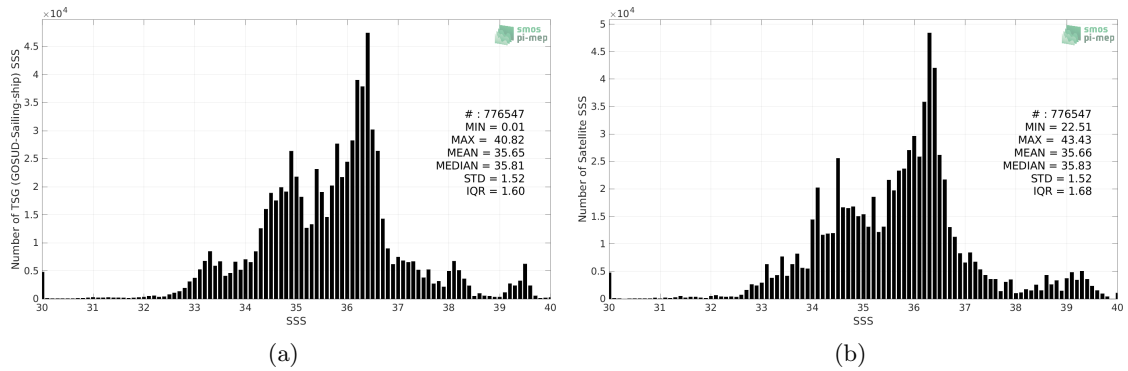 ×10⁴
4.5
4
3.5
3
2.5
2
1.5
1
0.5
0
Number of TSG (GOSUD-Sailing-ship) SSS
smos
pi-mep
# : 776547
MIN = 0.01
MAX = 40.82
MEAN = 35.65
MEDIAN = 35.81
STD = 1.52
IQR = 1.60
30 31 32 33 34 35 36 37 38 39 40
SSS
(a)
×10⁴
5
4.5
4
3.5
3
2.5
2
1.5
1
0.5
0
Number of Satellite SSS
smos
pi-mep
# : 776547
MIN = 22.51
MAX = 43.43
MEAN = 35.66
MEDIAN = 35.83
STD = 1.52
IQR = 1.68
30 31 32 33 34 35 36 37 38 39 40
SSS
(b)